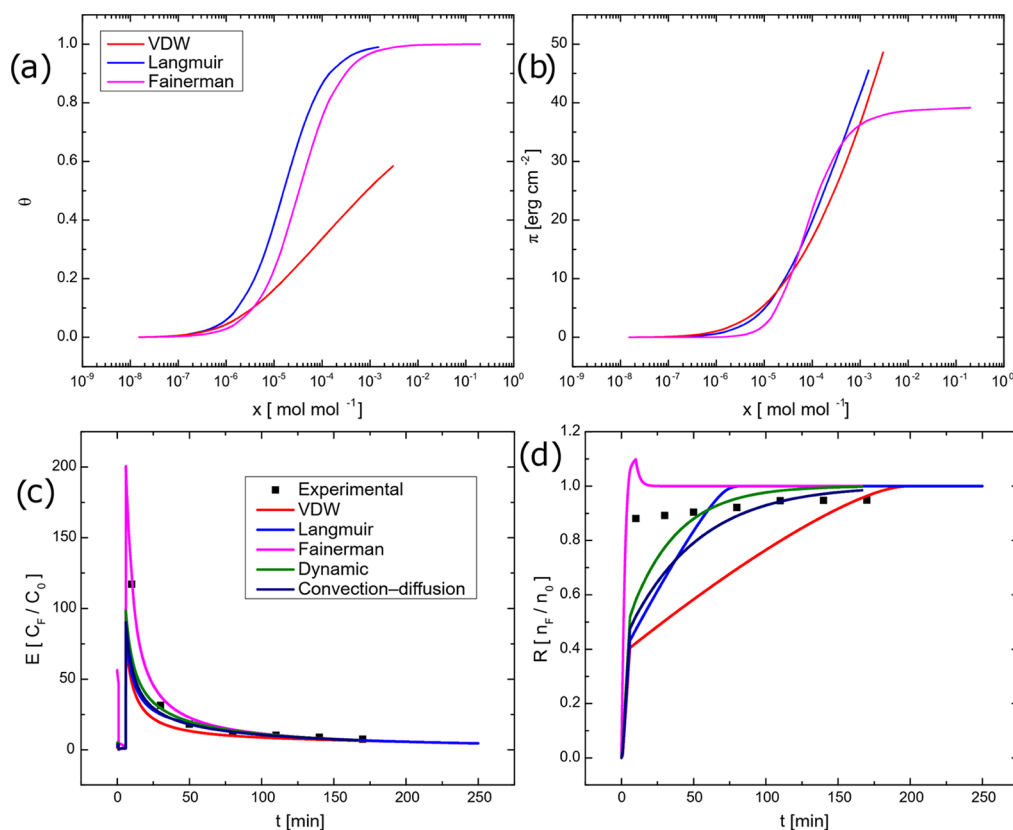 (a)
VDW
Langmuir
Fainerman
1.0
0.8
0.6
0.4
0.2
0.0
θ
10⁻⁹ 10⁻⁸ 10⁻⁷ 10⁻⁶ 10⁻⁵ 10⁻⁴ 10⁻³ 10⁻² 10⁻¹ 10⁰
x [ mol mol ⁻¹]
(b)
50
40
30
20
10
0
π [erg cm ⁻²]
10⁻⁹ 10⁻⁸ 10⁻⁷ 10⁻⁶ 10⁻⁵ 10⁻⁴ 10⁻³ 10⁻² 10⁻¹ 10⁰
x [ mol mol ⁻¹]
(c)
200
150
100
50
0
E [ C_F / C_0 ]
Experimental
VDW
Langmuir
Fainerman
Dynamic
Convection–diffusion
0 50 100 150 200 250
t [min]
(d)
1.2
1.0
0.8
0.6
0.4
0.2
0.0
R [ n_F / n_0 ]
0 50 100 150 200 250
t [min]